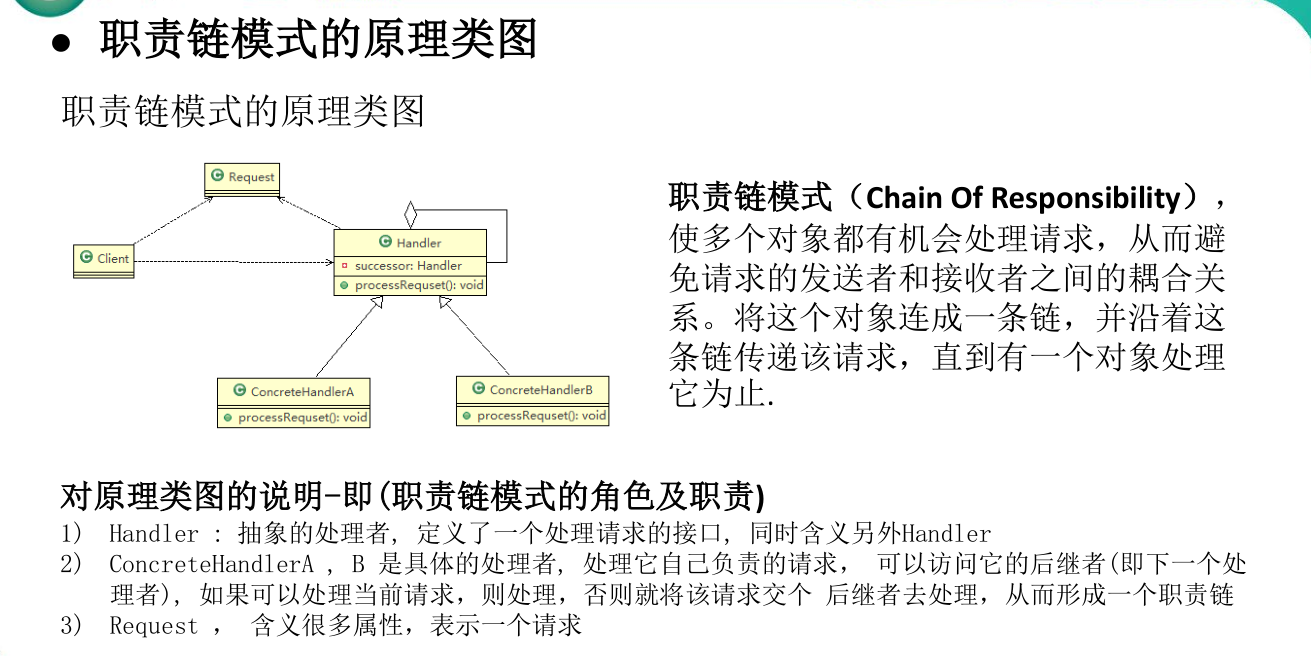 ● 职责链模式的原理类图
职责链模式的原理类图
Request
Client
Handler
successor: Handler
processRequset(): void
ConcreteHandlerA
processRequset(): void
ConcreteHandlerB
processRequset(): void
职责链模式（Chain Of Responsibility），
使多个对象都有机会处理请求，从而避
免请求的发送者和接收者之间的耦合关
系。将这个对象连成一条链，并沿着这
条链传递该请求，直到有一个对象处理
它为止.
对原理类图的说明-即(职责链模式的角色及职责)
1) Handler : 抽象的处理者, 定义了一个处理请求的接口, 同时含义另外Handler
2) ConcreteHandlerA , B 是具体的处理者, 处理它自己负责的请求， 可以访问它的后继者(即下一个处
理者), 如果可以处理当前请求，则处理，否则就将该请求交个 后继者去处理，从而形成一个职责链
3) Request ， 含义很多属性，表示一个请求